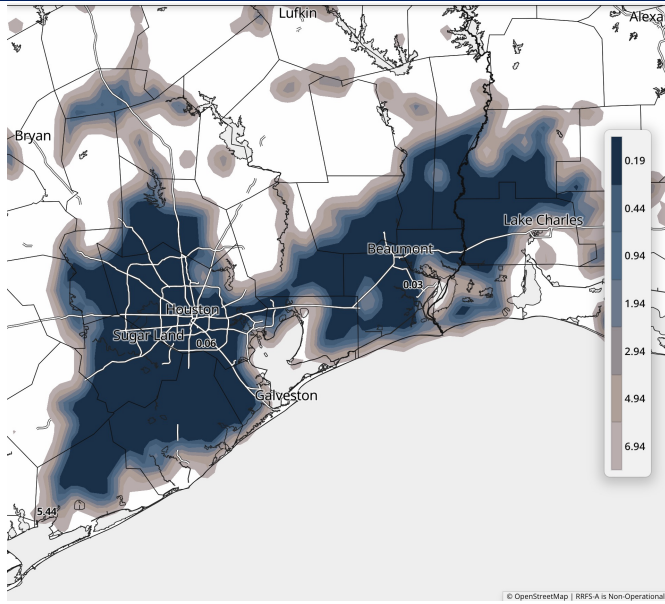 Lufkin
Alexa
Bryan
0.19
0.44
Lake Charles
Beaumont
0.94
0.03
1.94
Houston
Sugar Land
0.06
2.94
Galveston
4.94
6.94
5.44
© OpenStreetMap | RRFS-A is Non-Operational